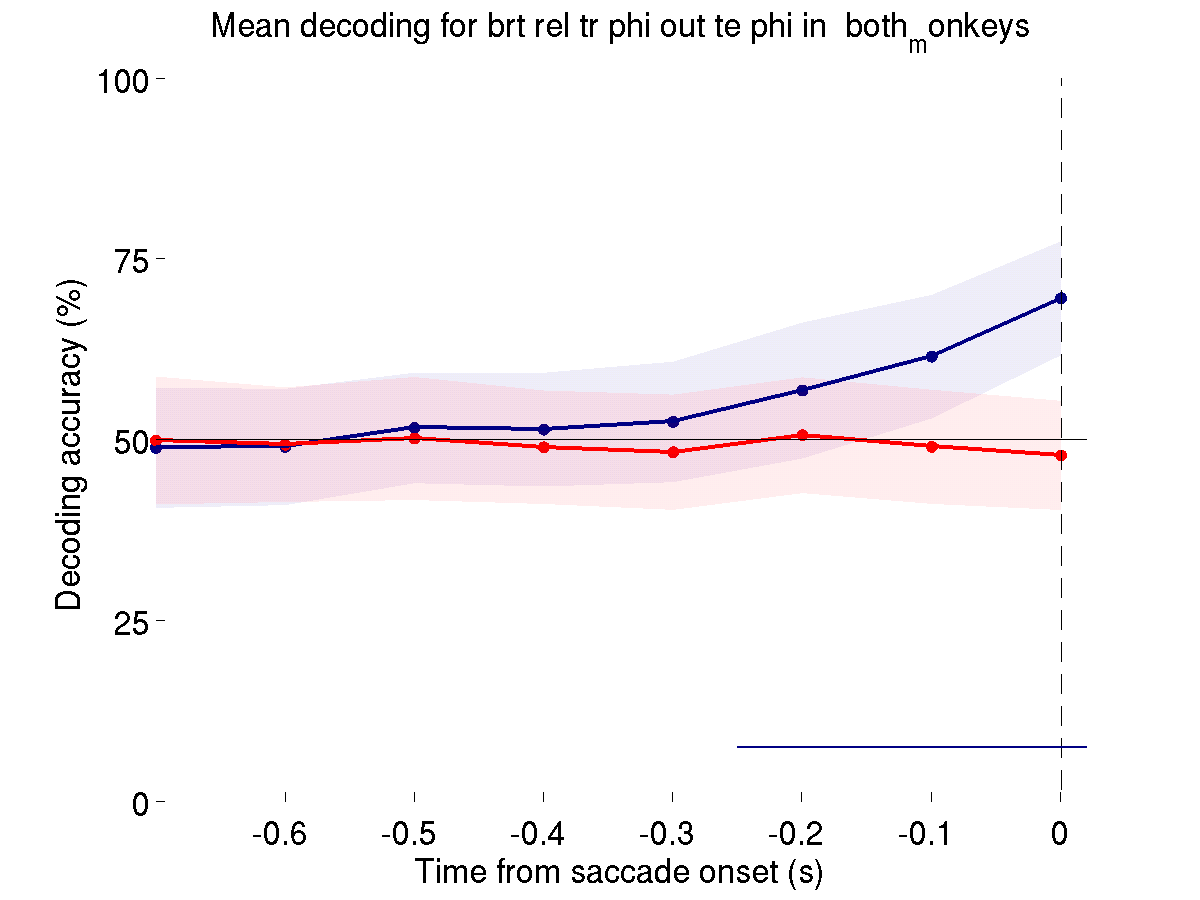 Mean decoding for brt rel tr phi out te phi in  both_monkeys
100
75
50
25
0
Decoding accuracy (%)
-0.6 -0.5 -0.4 -0.3 -0.2 -0.1 0
Time from saccade onset (s)